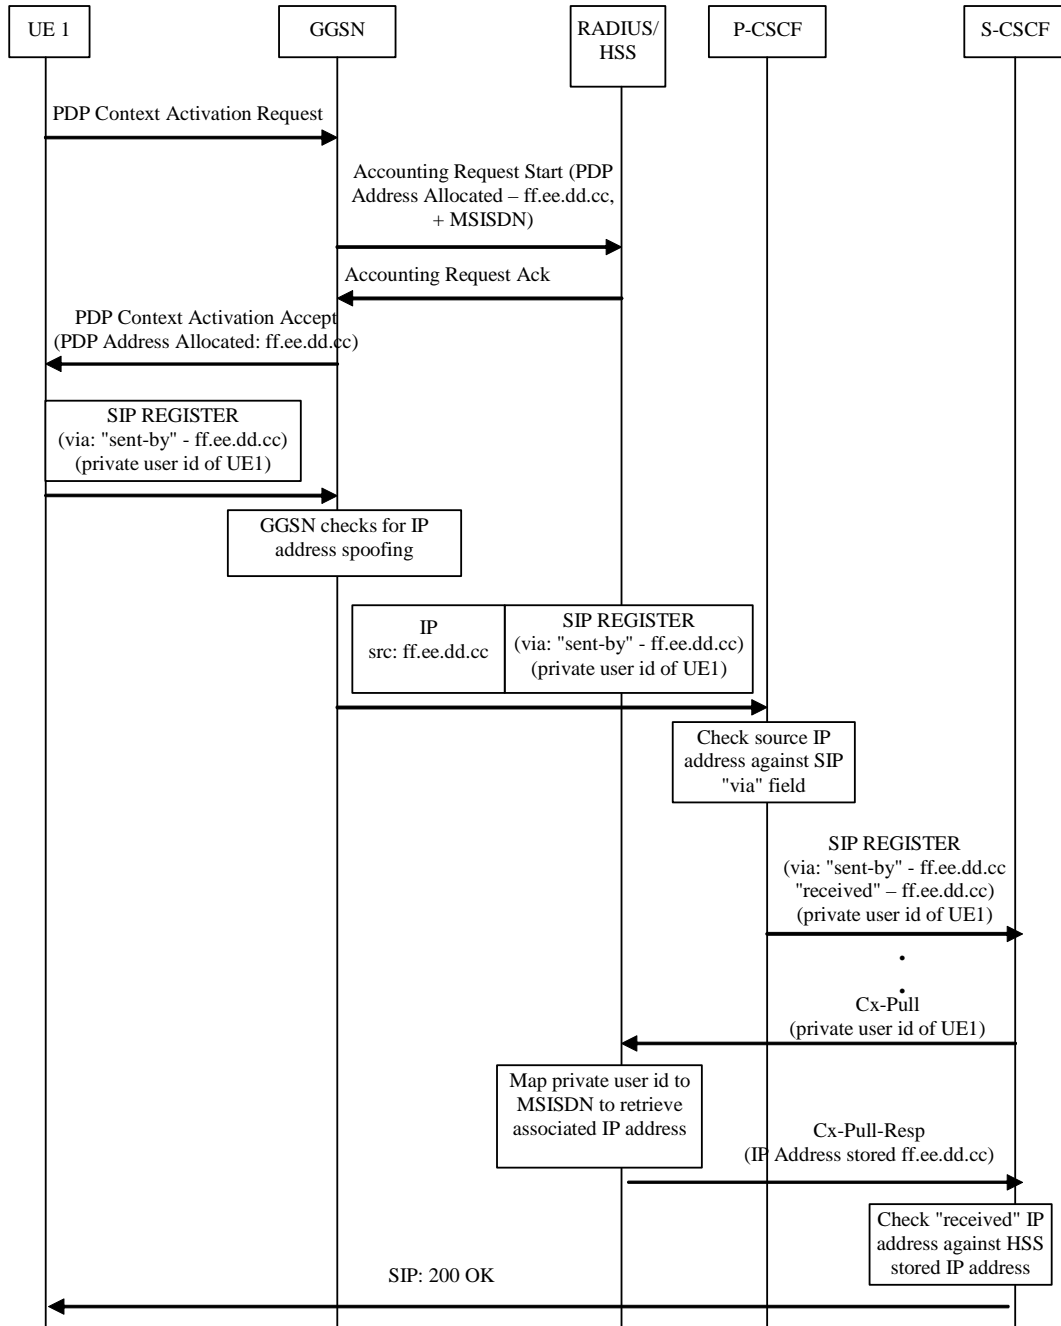 UE 1
GGSN
RADIUS/
HSS
P-CSCF
S-CSCF
PDP Context Activation Request
Accounting Request Start (PDP
Address Allocated – ff.ee.dd.cc,
+ MSISDN)
Accounting Request Ack
PDP Context Activation Accept
(PDP Address Allocated: ff.ee.dd.cc)
SIP REGISTER
(via: "sent-by" - ff.ee.dd.cc)
(private user id of UE1)
GGSN checks for IP
address spoofing
IP
src: ff.ee.dd.cc
SIP REGISTER
(via: "sent-by" - ff.ee.dd.cc)
(private user id of UE1)
Check source IP
address against SIP
"via" field
SIP REGISTER
(via: "sent-by" - ff.ee.dd.cc
"received" – ff.ee.dd.cc)
(private user id of UE1)
.
.
Cx-Pull
(private user id of UE1)
Map private user id to
MSISDN to retrieve
associated IP address
Cx-Pull-Resp
(IP Address stored ff.ee.dd.cc)
Check "received" IP
address against HSS
stored IP address
SIP: 200 OK